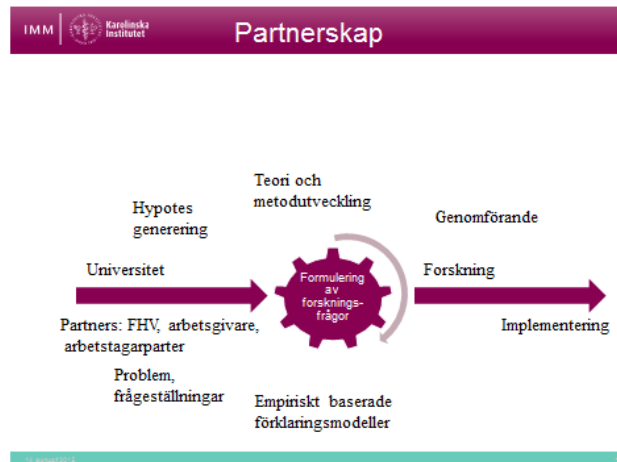 IMM
Karolinska
Institutet
Partnerskap
Teori och
metodutveckling
Hypotes
generering
Genomförande
Universitet
Formulering
av
forsknings-
frågor
Forskning
Partners: FHV, arbetsgivare,
arbetstagarparter
Implementering
Problem,
frågeställningar
Empiriskt baserade
förklaringsmodeller